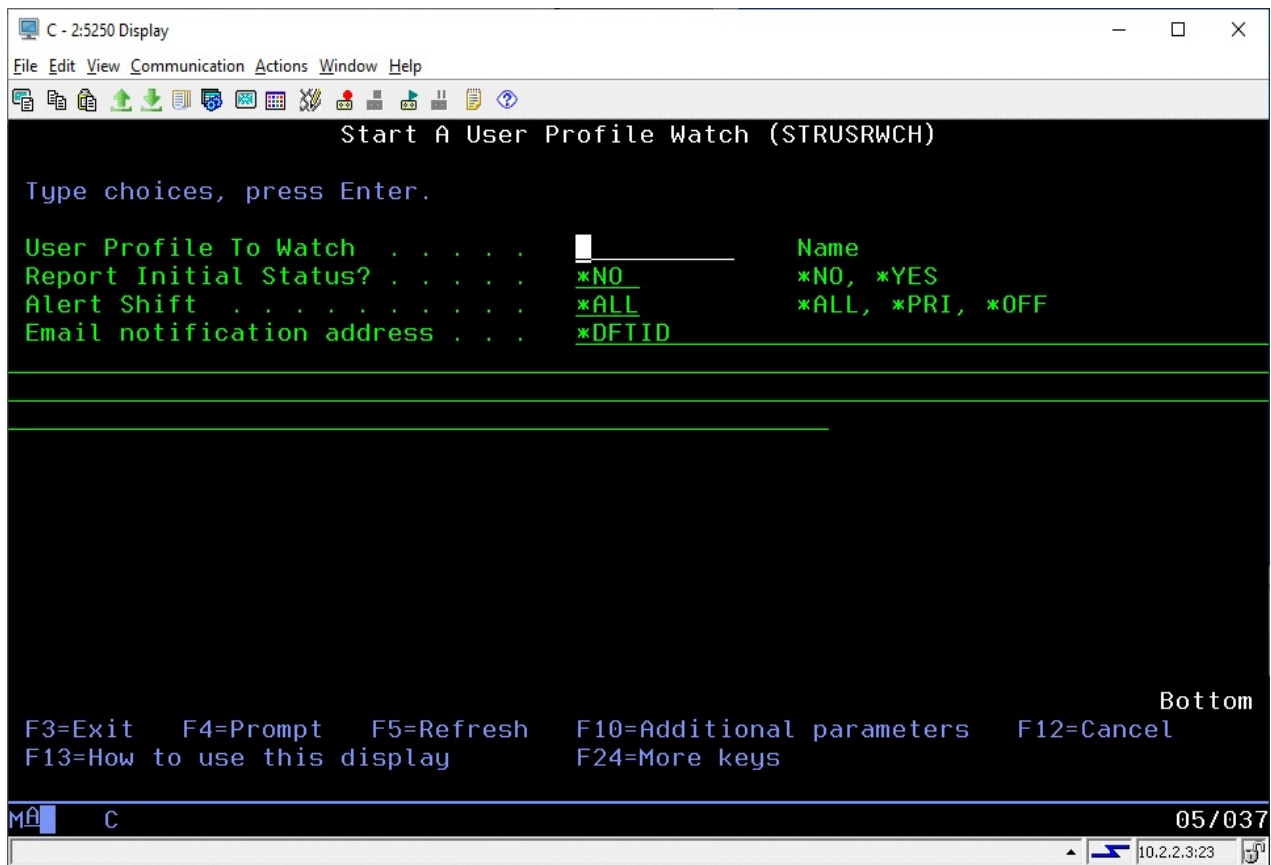 C - 2:5250 Display
File Edit View Communication Actions Window Help
Start A User Profile Watch (STRUSRWCH)
Type choices, press Enter.
User Profile To Watch . . . . . Name
Report Initial Status? . . . . . *NO *NO, *YES
Alert Shift . . . . . . . . . . *ALL *ALL, *PRI, *OFF
Email notification address . . . *DFTID
Bottom
F3=Exit F4=Prompt F5=Refresh F10=Additional parameters F12=Cancel
F13=How to use this display F24=More keys
MA C 05/037
10.2.2.3:23